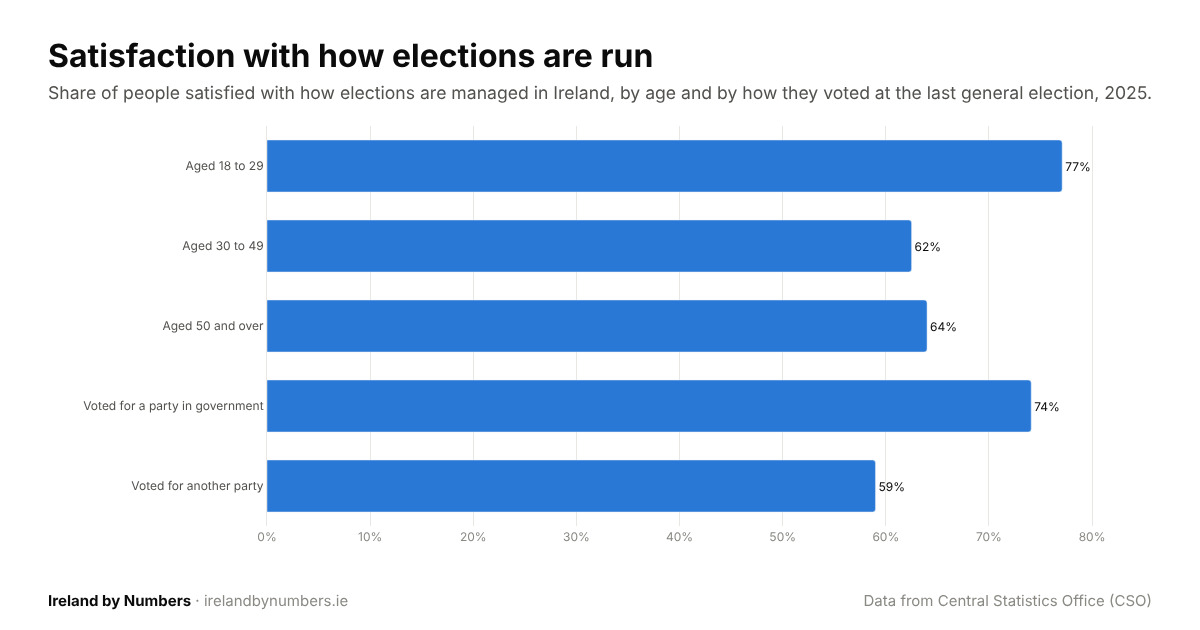 Satisfaction with how elections are run
Share of people satisfied with how elections are managed in Ireland, by age and by how they voted at the last general election, 2025.
Aged 18 to 29 77%
Aged 30 to 49 62%
Aged 50 and over 64%
Voted for a party in government 74%
Voted for another party 59%
0% 10% 20% 30% 40% 50% 60% 70% 80%
Ireland by Numbers · irelandbynumbers.ie Data from Central Statistics Office (CSO)